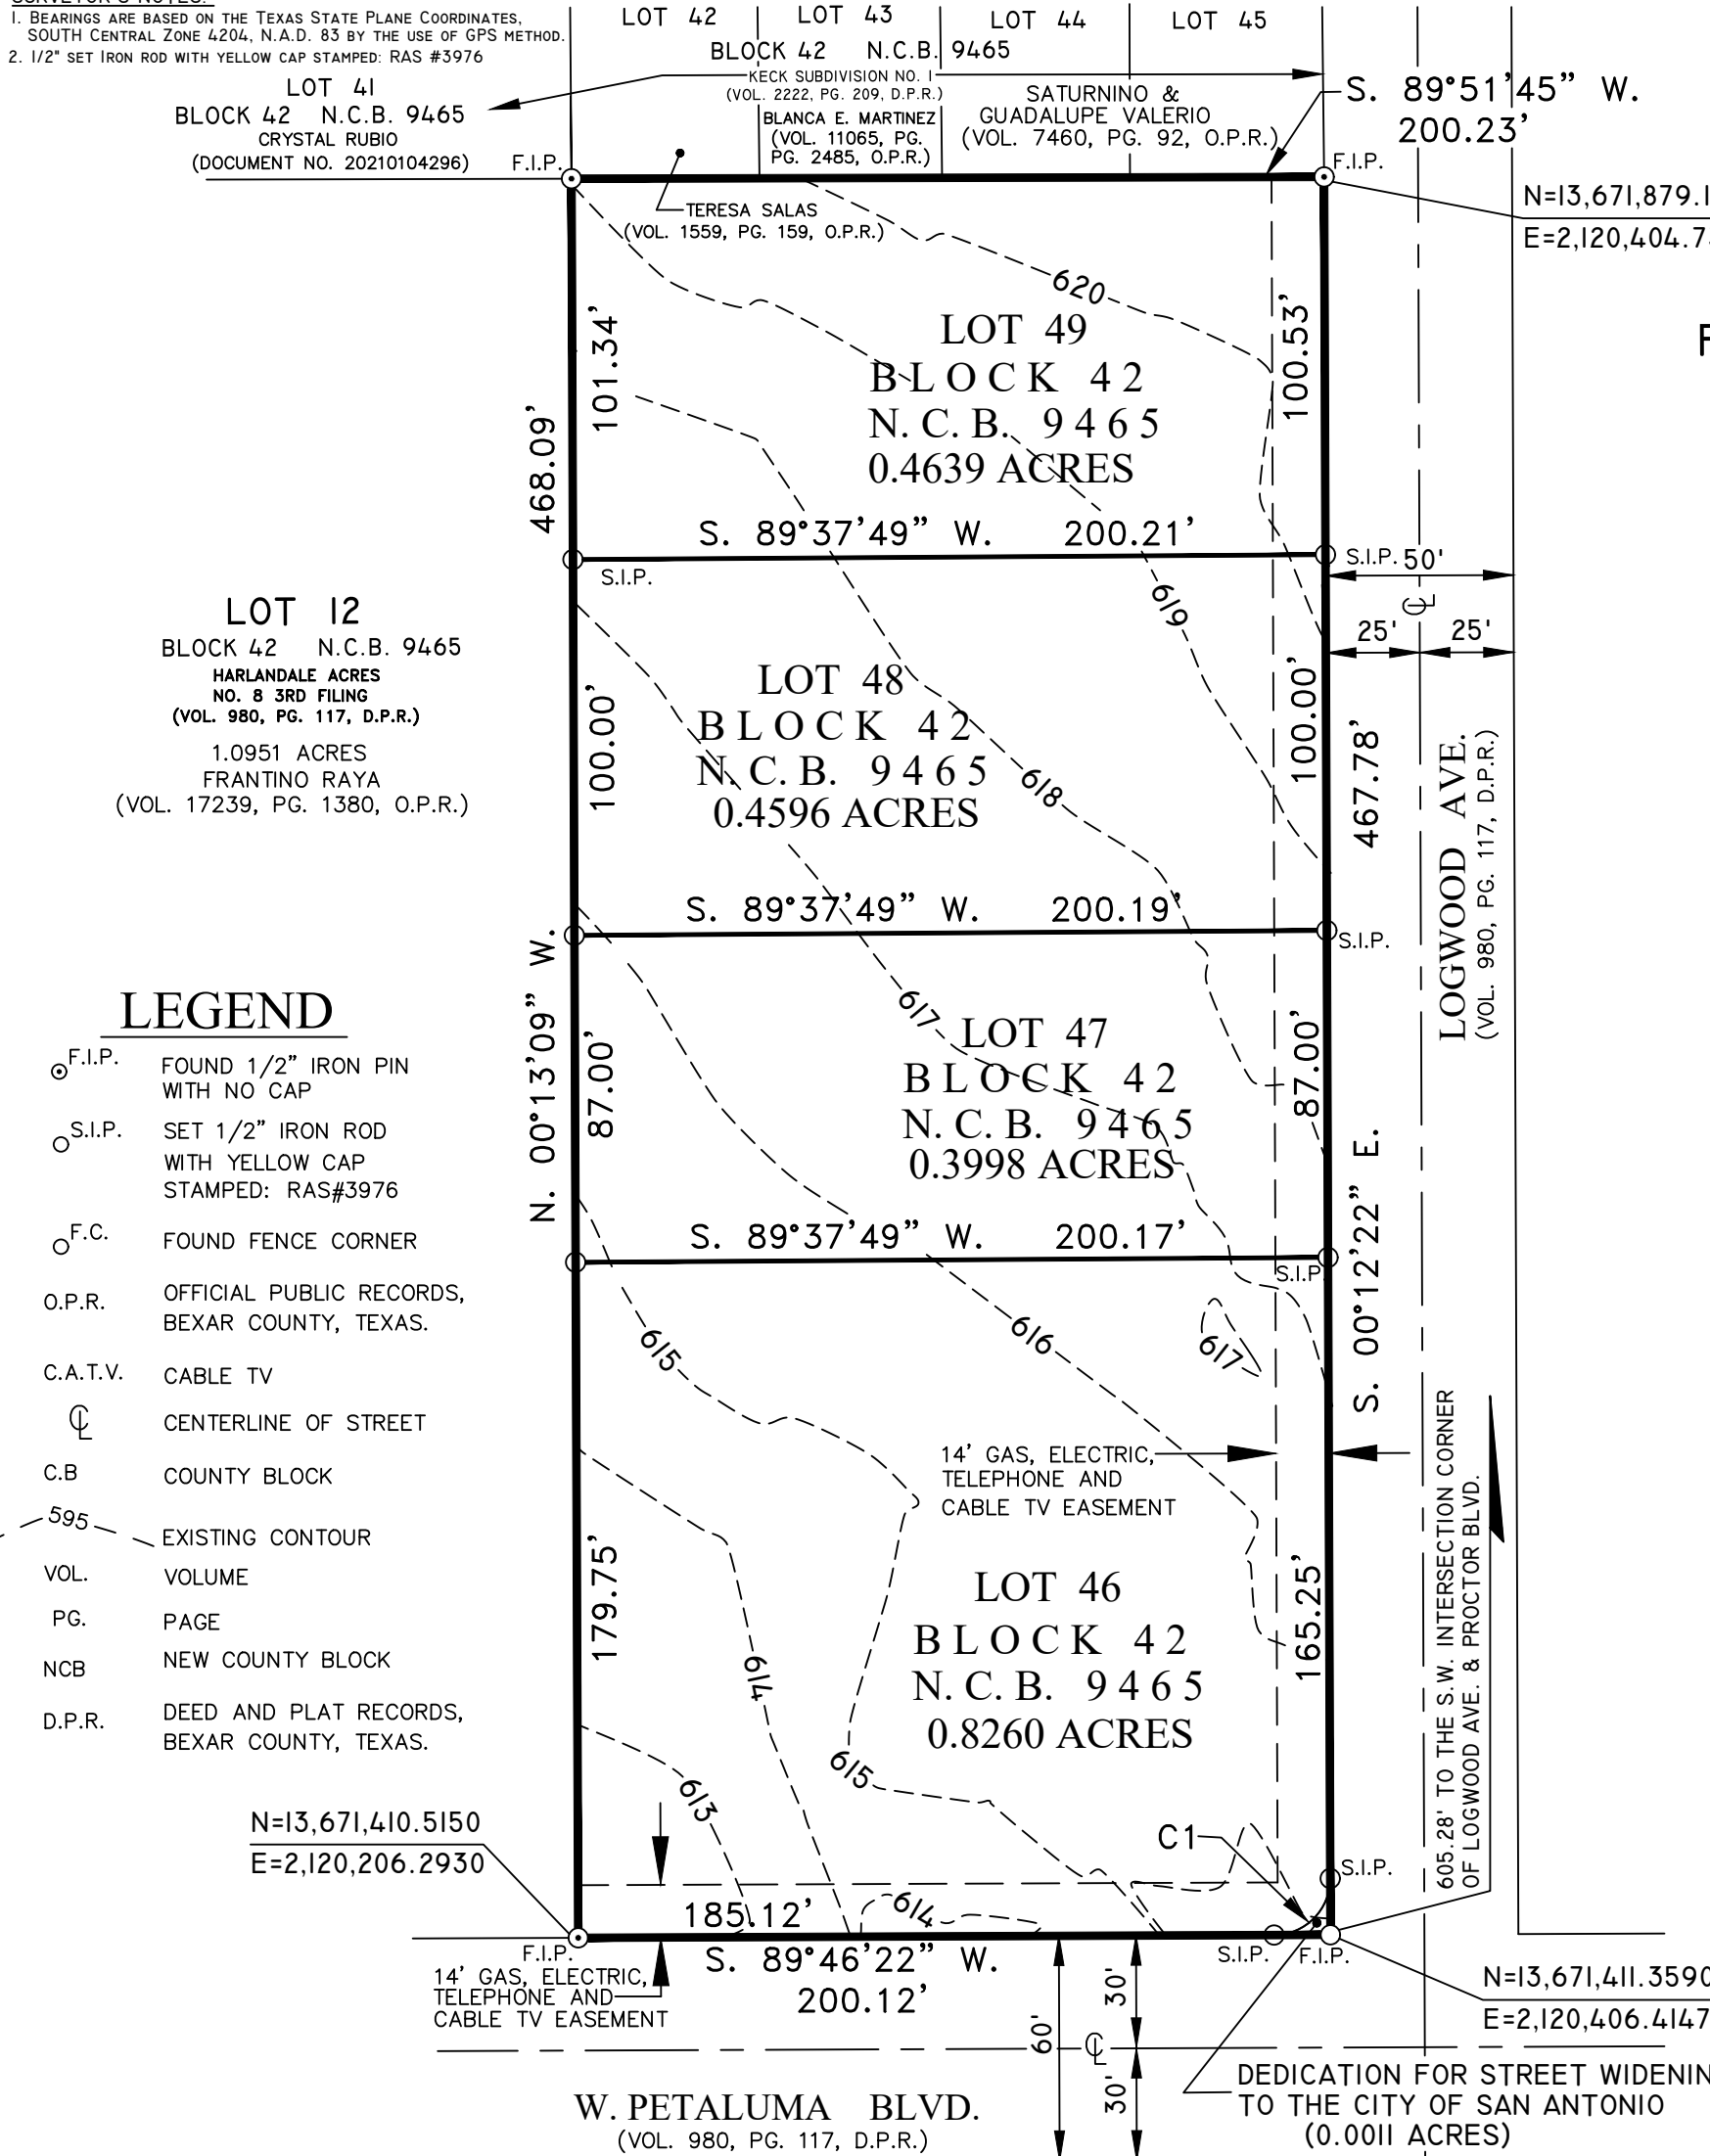 SURVEYOR'S NOTES:
1. BEARINGS ARE BASED ON THE TEXAS STATE PLANE COORDINATES,
SOUTH CENTRAL ZONE 4204, N.A.D. 83 BY THE USE OF GPS METHOD.
2. 1/2" SET IRON ROD WITH YELLOW CAP STAMPED: RAS #3976
LOT 41
BLOCK 42 N.C.B. 9465
CRYSTAL RUBIO
(DOCUMENT NO. 20210104296)
F.I.P.
LOT 42
LOT 43
LOT 44
LOT 45
BLOCK 42 N.C.B. 9465
KECK SUBDIVISION NO. 1
(VOL. 2222, PG. 209, D.P.R.)
BLANCA E. MARTINEZ
(VOL. 11065, PG.
PG. 2485, O.P.R.)
SATURNINO &
GUADALUPE VALERIO
(VOL. 7460, PG. 92, O.P.R.)
S. 89°51'45" W.
200.23'
F.I.P.
N=13,671,879.1
E=2,120,404.7
F
TERESA SALAS
(VOL. 1559, PG. 159, O.P.R.)
620
LOT 49
BLOCK 42
N.C.B. 9465
0.4639 ACRES
101.34'
100.53'
468.09'
S. 89°37'49" W. 200.21'
S.I.P.
S.I.P.
50'
25'
25'
℄
619
LOT 12
BLOCK 42 N.C.B. 9465
HARLANDALE ACRES
NO. 8 3RD FILING
(VOL. 980, PG. 117, D.P.R.)
1.0951 ACRES
FRANTINO RAYA
(VOL. 17239, PG. 1380, O.P.R.)
LOT 48
BLOCK 42
N.C.B. 9465
0.4596 ACRES
618
100.00'
100.00'
467.78'
LOGWOOD AVE.
(VOL. 980, PG. 117, D.P.R.)
S. 89°37'49" W. 200.19'
S.I.P.
N. 00°13'09" W.
617
LOT 47
BLOCK 42
N.C.B. 9465
0.3998 ACRES
87.00'
87.00'
S. 00°12'22" E.
S. 89°37'49" W. 200.17'
S.I.P.
LEGEND
F.I.P. FOUND 1/2" IRON PIN
WITH NO CAP
S.I.P. SET 1/2" IRON ROD
WITH YELLOW CAP
STAMPED: RAS#3976
F.C. FOUND FENCE CORNER
O.P.R. OFFICIAL PUBLIC RECORDS,
BEXAR COUNTY, TEXAS.
C.A.T.V. CABLE TV
℄ CENTERLINE OF STREET
C.B COUNTY BLOCK
595 EXISTING CONTOUR
VOL. VOLUME
PG. PAGE
NCB NEW COUNTY BLOCK
D.P.R. DEED AND PLAT RECORDS,
BEXAR COUNTY, TEXAS.
615
616
617
14' GAS, ELECTRIC,
TELEPHONE AND
CABLE TV EASEMENT
179.75'
165.25'
LOT 46
BLOCK 42
N.C.B. 9465
0.8260 ACRES
614
615
613
614
605.28' TO THE S.W. INTERSECTION CORNER
OF LOGWOOD AVE. & PROCTOR BLVD.
N=13,671,410.5150
E=2,120,206.2930
C1
S.I.P.
185.12'
F.I.P.
S. 89°46'22" W.
200.12'
S.I.P.
F.I.P.
14' GAS, ELECTRIC,
TELEPHONE AND
CABLE TV EASEMENT
60'
30'
℄
30'
N=13,671,411.3590
E=2,120,406.4147
DEDICATION FOR STREET WIDENIN
TO THE CITY OF SAN ANTONIO
(0.0011 ACRES)
W. PETALUMA BLVD.
(VOL. 980, PG. 117, D.P.R.)